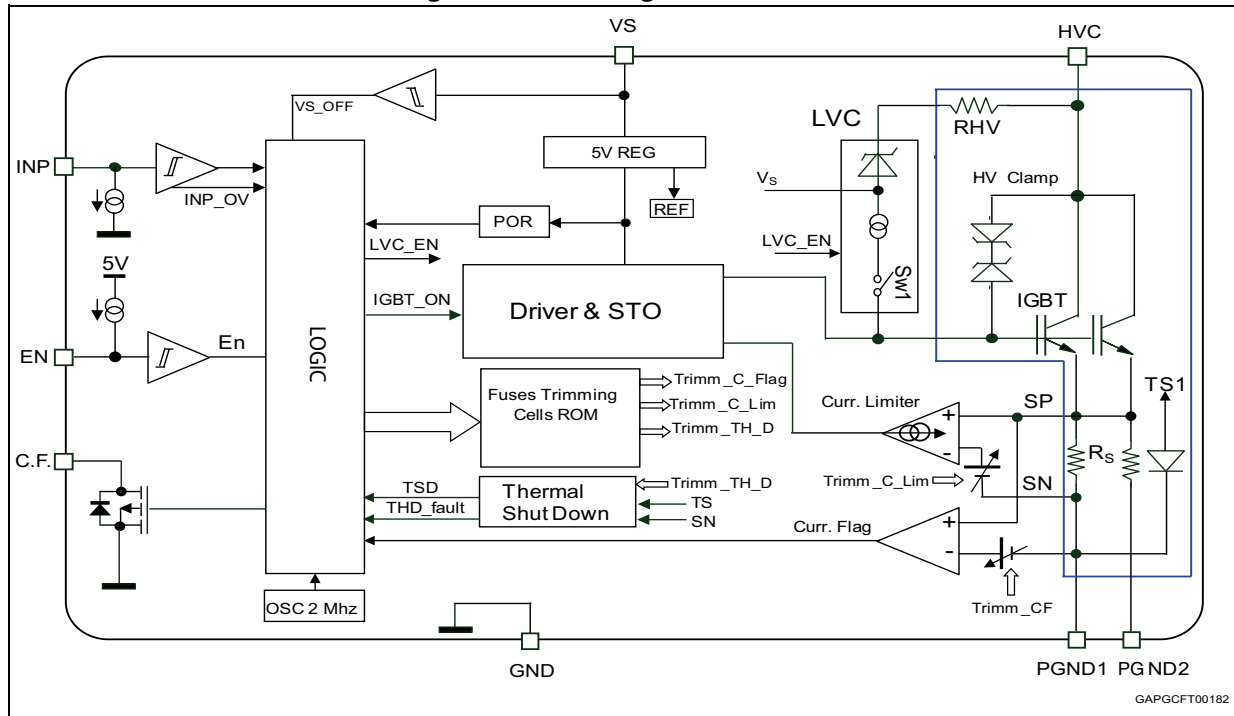 VS
HVC
VS_OFF
LVC
RHV
5V REG
INP
INP_OV
VS
HV Clamp
REF
POR
5V
LVC_EN
LVC_EN
Sw1
IGBT
IGBT_ON
Driver & STO
LOGIC
EN
En
TS1
Fuses Trimming
Cells ROM
Trimm_C_Flag
Trimm_C_Lim
Trimm_TH_D
Curr. Limiter
+
-
SP
RS
SN
C.F.
Trimm_C_Lim
TSD
THD_fault
Thermal
Shut Down
Trimm_TH_D
TS
SN
Curr. Flag
+
-
OSC 2 Mhz
Trimm_CF
GND
PGND1
PGND2
GAPGCFT00182